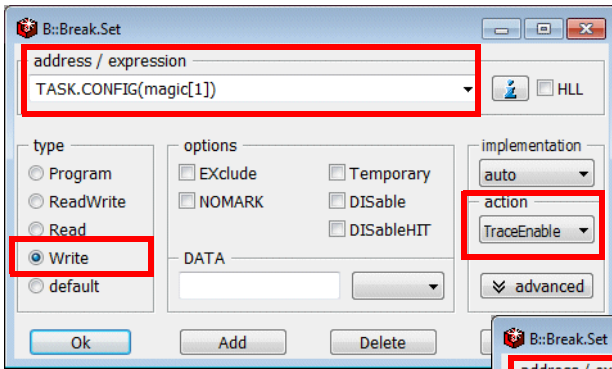 B::Break.Set
address / expression
TASK.CONFIG(magic[1])
HLL
type
options
implementation
Program
EXclude
Temporary
auto
ReadWrite
NOMARK
DISable
action
Read
DISableHIT
TraceEnable
Write
DATA
default
advanced
Ok
Add
Delete
B::Break.Set